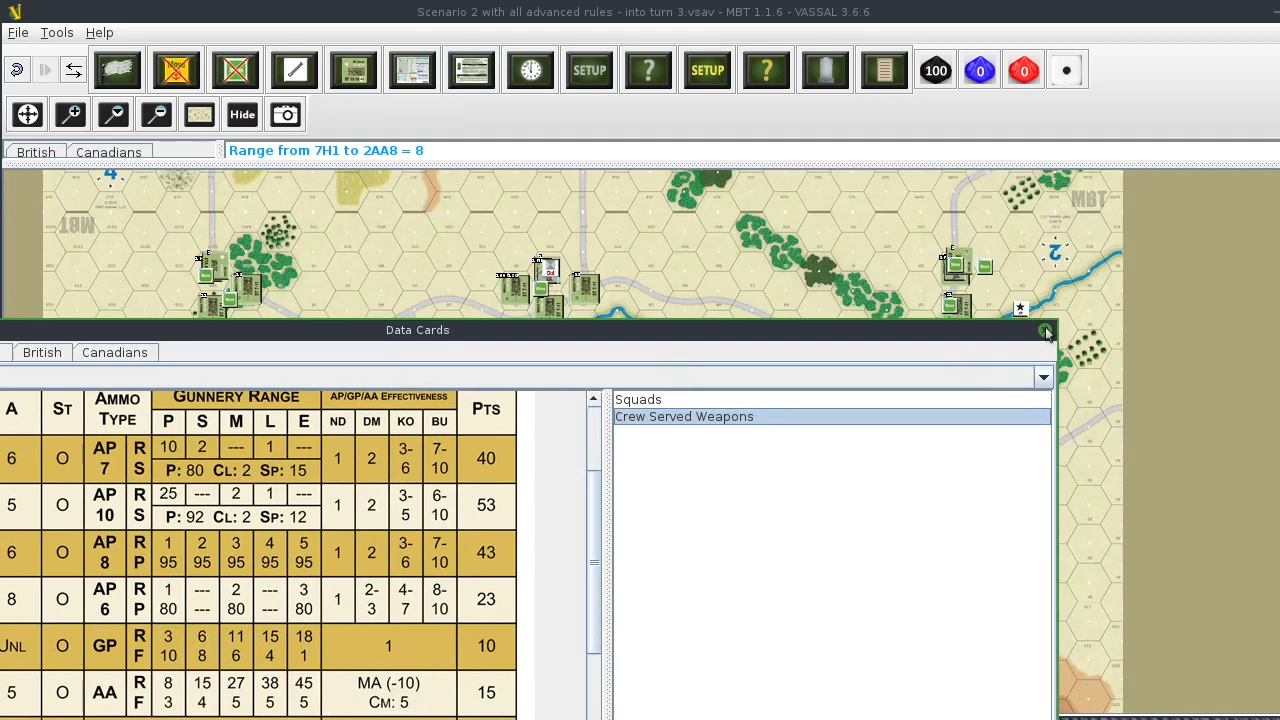 Scenario 2 with all advanced rules - into turn 3.vsav - MBT 1.1.6 - VASSAL 3.6.6
File Tools Help
SETUP ? SETUP ? 100 0 0
Hide
British Canadians Range from 7H1 to 2AA8 = 8
4
MBT
MBT
2
Data Cards
British Canadians
A ST AMMO TYPE GUNNERY RANGE AP/GP/AA EFFECTIVENESS PTS
P S M L E ND DM KO BU
6 O AP 7 R S 10 2 --- 1 --- 1 2 3-6 7-10 40
P: 80 CL: 2 SP: 15
5 O AP 10 R S 25 --- 2 1 --- 1 2 3-5 6-10 53
P: 92 CL: 2 SP: 12
6 O AP 8 R P 1 95 2 95 3 95 4 95 5 95 1 2 3-6 7-10 43
8 O AP 6 R P 1 80 --- --- 2 80 --- --- 3 80 1 2-3 4-7 8-10 23
UNL O GP R F 3 10 6 8 11 6 15 4 18 1 1 10
5 O AA R F 8 3 15 4 27 5 38 5 45 5 MA (-10) CM: 5 15
Squads
Crew Served Weapons